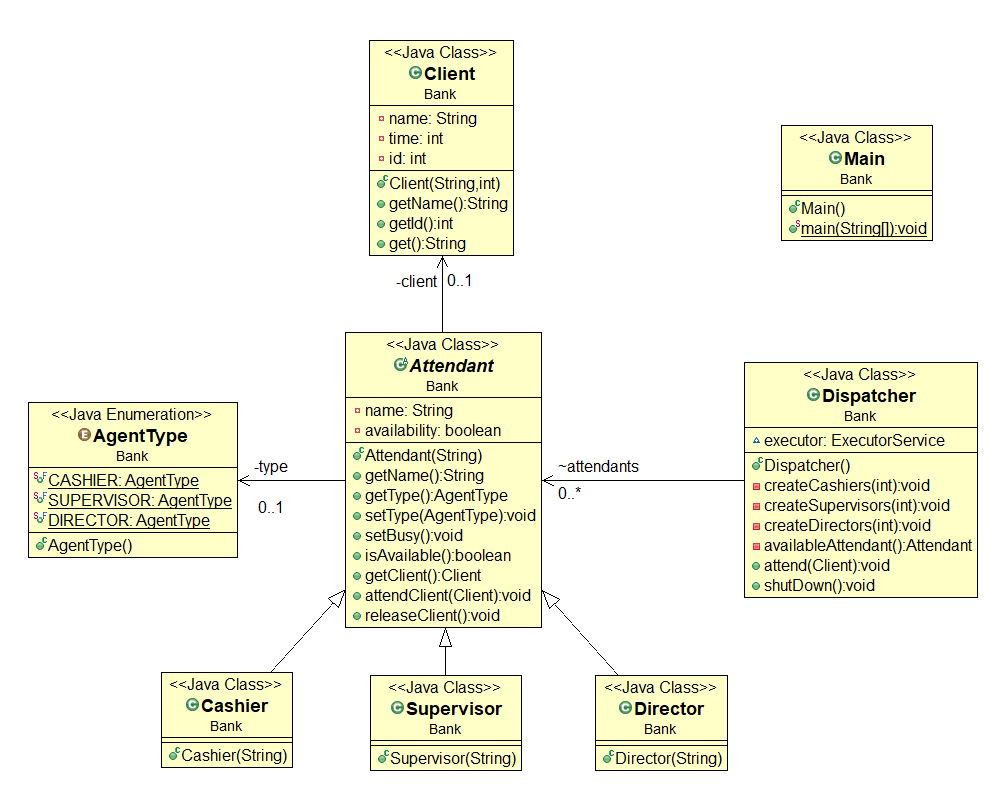 <<Java Class>>
Client
Bank
name: String
time: int
id: int
Client(String,int)
getName():String
getId():int
get():String
<<Java Class>>
Main
Bank
Main()
main(String[]):void
-client
0..1
<<Java Class>>
Attendant
Bank
name: String
availability: boolean
Attendant(String)
getName():String
getType():AgentType
setType(AgentType):void
setBusy():void
isAvailable():boolean
getClient():Client
attendClient(Client):void
releaseClient():void
<<Java Class>>
Dispatcher
Bank
executor: ExecutorService
Dispatcher()
createCashiers(int):void
createSupervisors(int):void
createDirectors(int):void
availableAttendant():Attendant
attend(Client):void
shutDown():void
<<Java Enumeration>>
AgentType
Bank
CASHIER: AgentType
SUPERVISOR: AgentType
DIRECTOR: AgentType
AgentType()
-type
0..1
~attendants
0..*
<<Java Class>>
Cashier
Bank
Cashier(String)
<<Java Class>>
Supervisor
Bank
Supervisor(String)
<<Java Class>>
Director
Bank
Director(String)